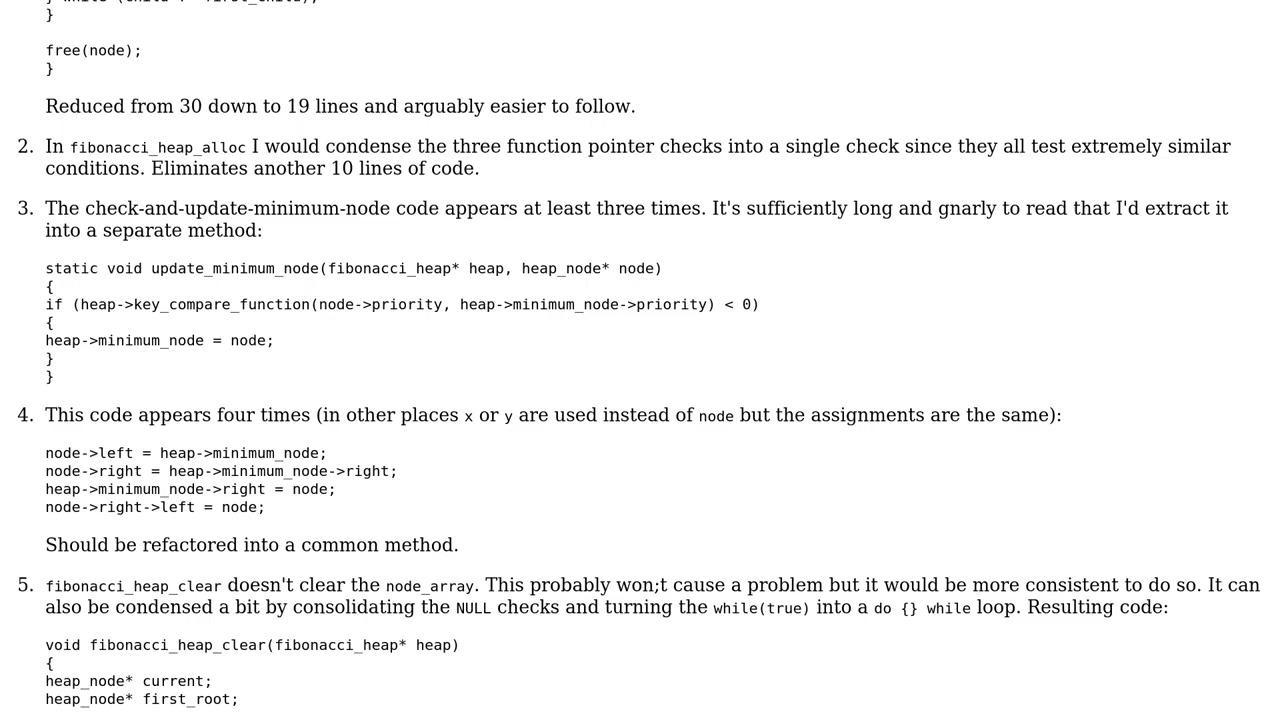 }
free(node);
}
Reduced from 30 down to 19 lines and arguably easier to follow.
2. In fibonacci_heap_alloc I would condense the three function pointer checks into a single check since they all test extremely similar
conditions. Eliminates another 10 lines of code.
3. The check-and-update-minimum-node code appears at least three times. It's sufficiently long and gnarly to read that I'd extract it
into a separate method:
static void update_minimum_node(fibonacci_heap* heap, heap_node* node)
{
if (heap->key_compare_function(node->priority, heap->minimum_node->priority) < 0)
{
heap->minimum_node = node;
}
}
4. This code appears four times (in other places x or y are used instead of node but the assignments are the same):
node->left = heap->minimum_node;
node->right = heap->minimum_node->right;
heap->minimum_node->right = node;
node->right->left = node;
Should be refactored into a common method.
5. fibonacci_heap_clear doesn't clear the node_array. This probably won;t cause a problem but it would be more consistent to do so. It can
also be condensed a bit by consolidating the NULL checks and turning the while(true) into a do {} while loop. Resulting code:
void fibonacci_heap_clear(fibonacci_heap* heap)
{
heap_node* current;
heap_node* first_root;